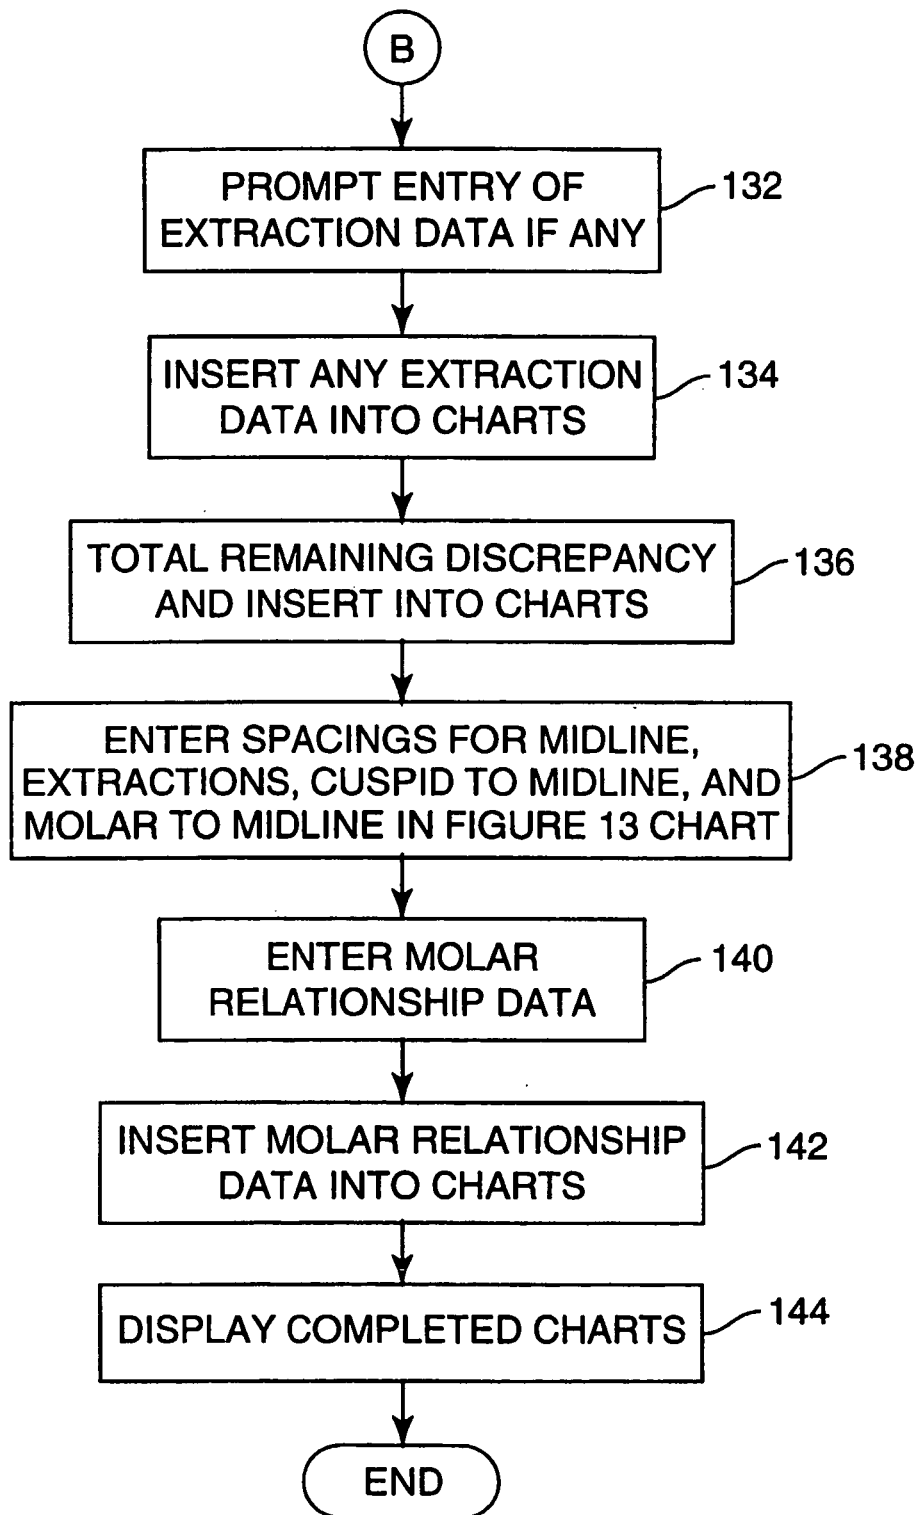 B
PROMPT ENTRY OF
EXTRACTION DATA IF ANY
132
INSERT ANY EXTRACTION
DATA INTO CHARTS
134
TOTAL REMAINING DISCREPANCY
AND INSERT INTO CHARTS
136
ENTER SPACINGS FOR MIDLINE,
EXTRACTIONS, CUSPID TO MIDLINE, AND
MOLAR TO MIDLINE IN FIGURE 13 CHART
138
ENTER MOLAR
RELATIONSHIP DATA
140
INSERT MOLAR RELATIONSHIP
DATA INTO CHARTS
142
DISPLAY COMPLETED CHARTS
144
END